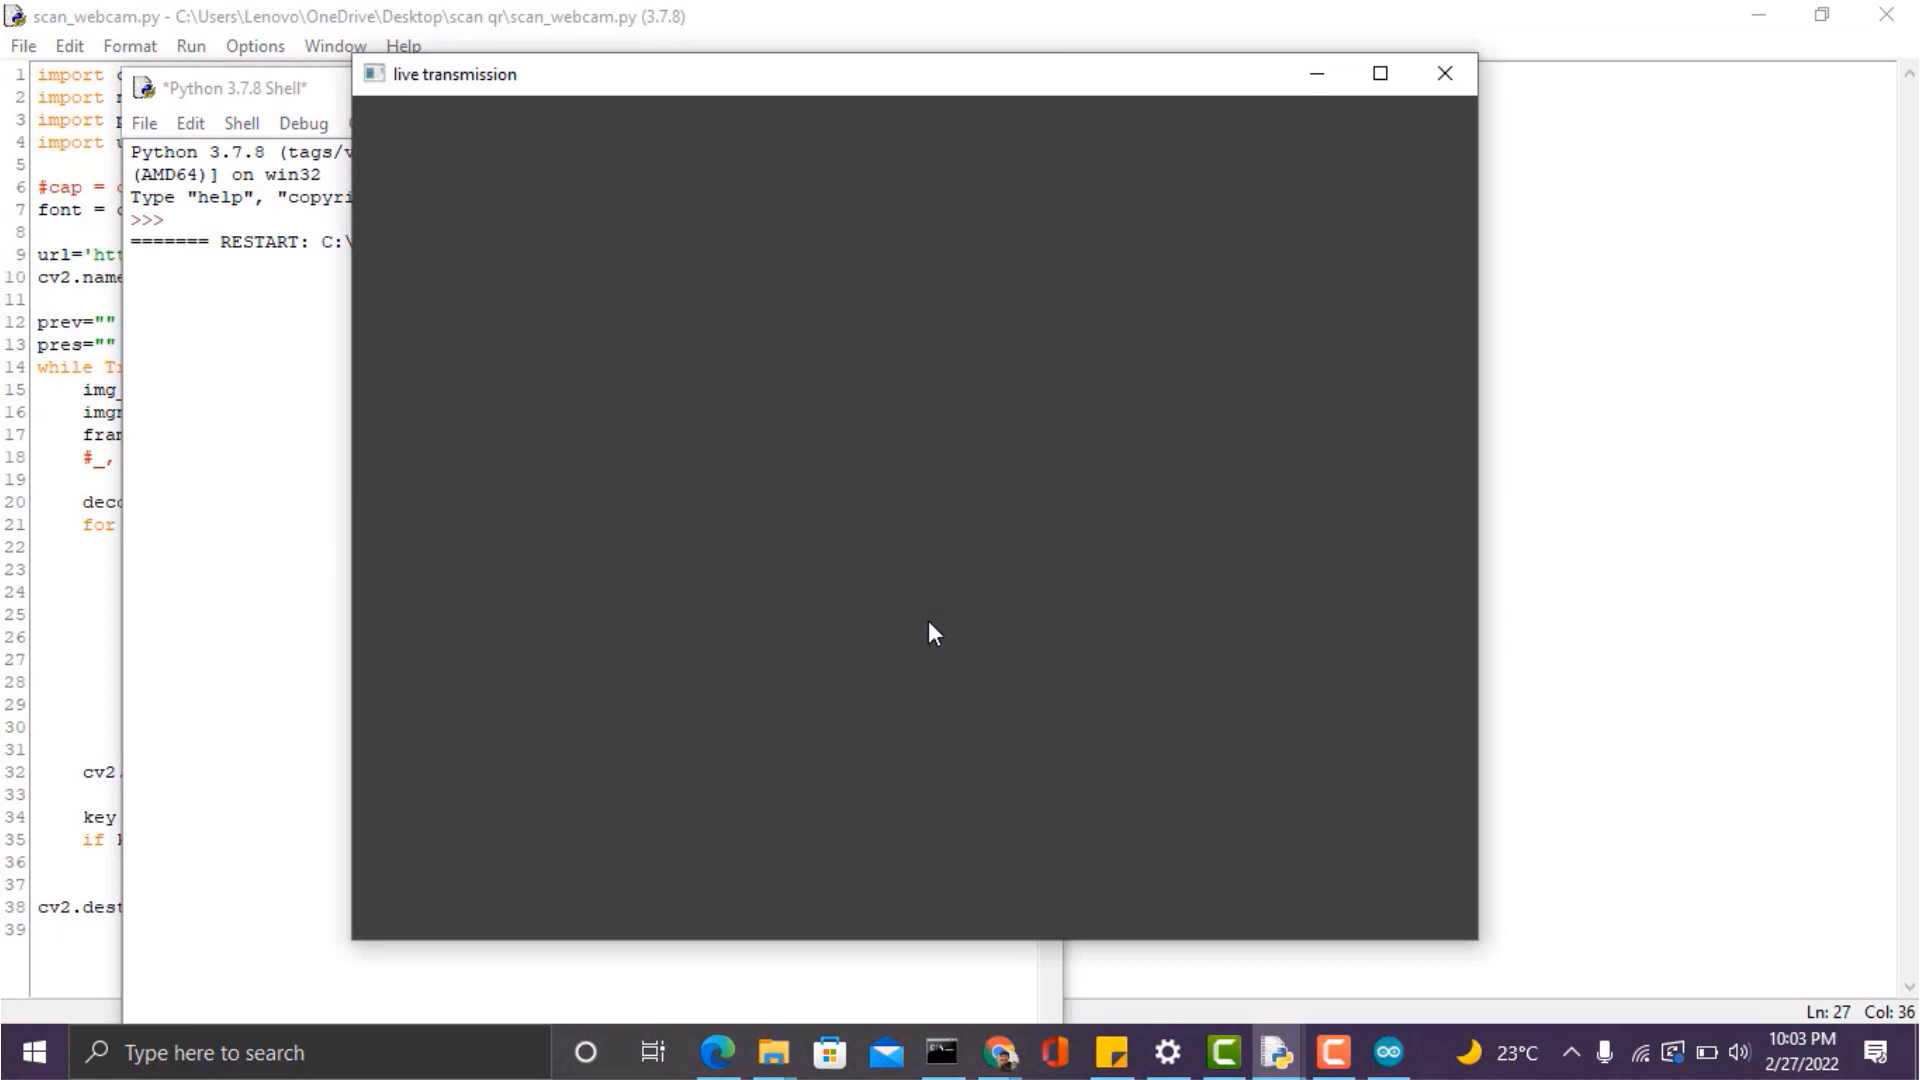 scan_webcam.py - C:\Users\Lenovo\OneDrive\Desktop\scan qr\scan_webcam.py (3.7.8)
File Edit Format Run Options Window Help
live transmission
*Python 3.7.8 Shell*
File Edit Shell Debug
Python 3.7.8 (tags/v
(AMD64)] on win32
Type "help", "copyri
>>>
======= RESTART: C:\
1 import
2 import
3 import
4 import
5
6 #cap =
7 font =
8
9 url='htt
10 cv2.name
11
12 prev=""
13 pres=""
14 while Tr
15 img_
16 imgn
17 fram
18 #_,
19
20 deco
21 for
22
23
24
25
26
27
28
29
30
31
32 cv2.
33
34 key
35 if
36
37
38 cv2.dest
39
Ln: 27 Col: 36
Type here to search
23°C
10:03 PM
2/27/2022